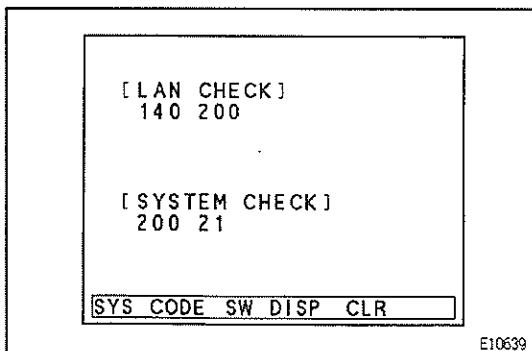 [LAN CHECK]
140 200
[SYSTEM CHECK]
200 21
SYS CODE SW DISP CLR
E10639